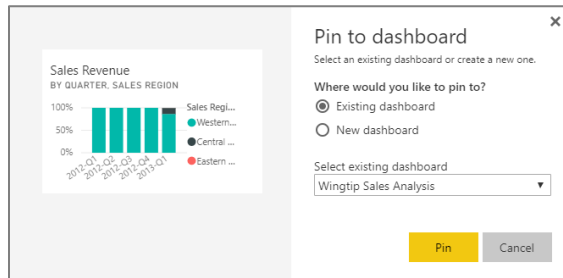 Sales Revenue
BY QUARTER, SALES REGION
100%
50%
0%
2012-Q1
2012-Q2
2012-Q3
2012-Q4
2013-Q1
Sales Regi...
Western...
Central ...
Eastern ...
×
Pin to dashboard
Select an existing dashboard or create a new one.
Where would you like to pin to?
Existing dashboard
New dashboard
Select existing dashboard
Wingtip Sales Analysis
Pin
Cancel